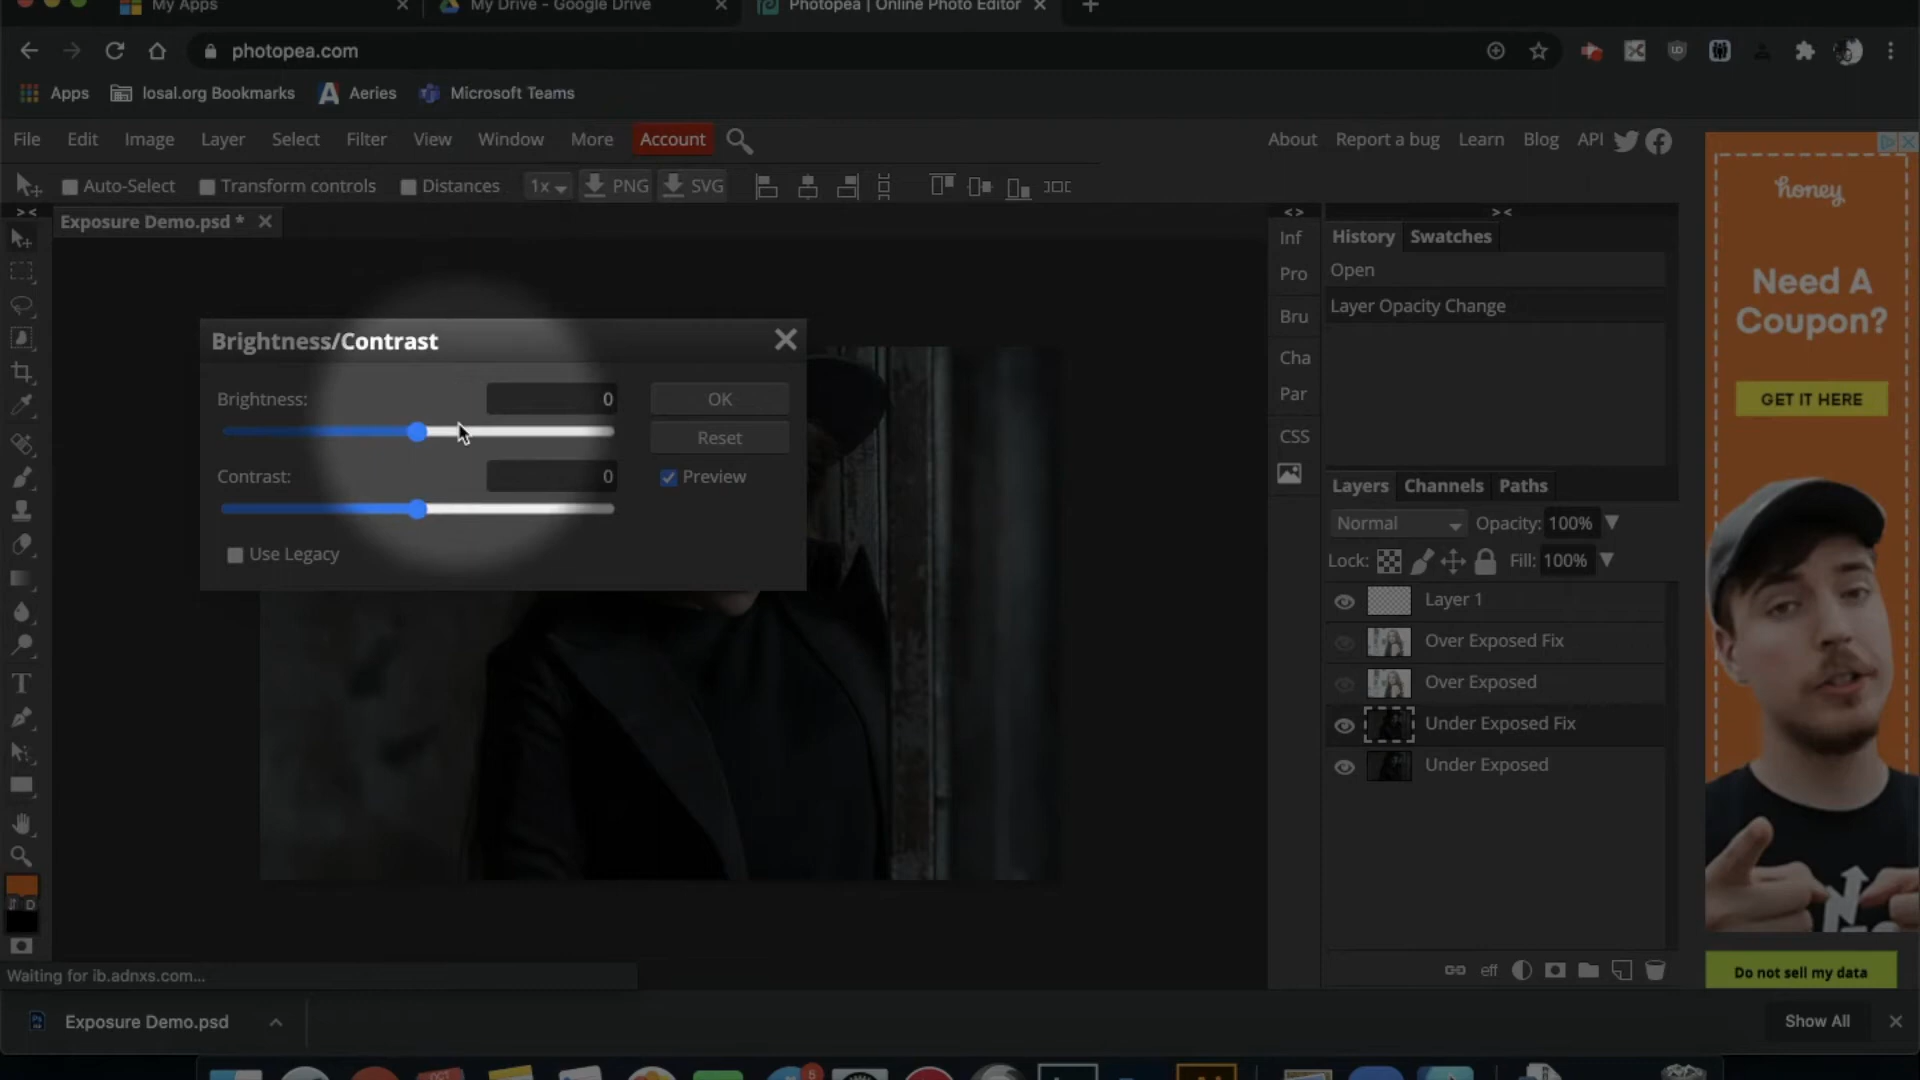 My Apps
My Drive - Google Drive
Photopea | Online Photo Editor
photopea.com
Apps
losal.org Bookmarks
Aeries
Microsoft Teams
File
Edit
Image
Layer
Select
Filter
View
Window
More
Account
About
Report a bug
Learn
Blog
API
Auto-Select
Transform controls
Distances
1x
PNG
SVG
Exposure Demo.psd *
Brightness/Contrast
Brightness:
0
OK
Reset
Contrast:
0
Preview
Use Legacy
Inf
Pro
Bru
Cha
Par
CSS
History
Swatches
Open
Layer Opacity Change
Layers
Channels
Paths
Normal
Opacity: 100%
Lock:
Fill: 100%
Layer 1
Over Exposed Fix
Over Exposed
Under Exposed Fix
Under Exposed
eff
T
D
honey
Need A
Coupon?
GET IT HERE
Do not sell my data
Waiting for ib.adnxs.com...
Exposure Demo.psd
Show All
5